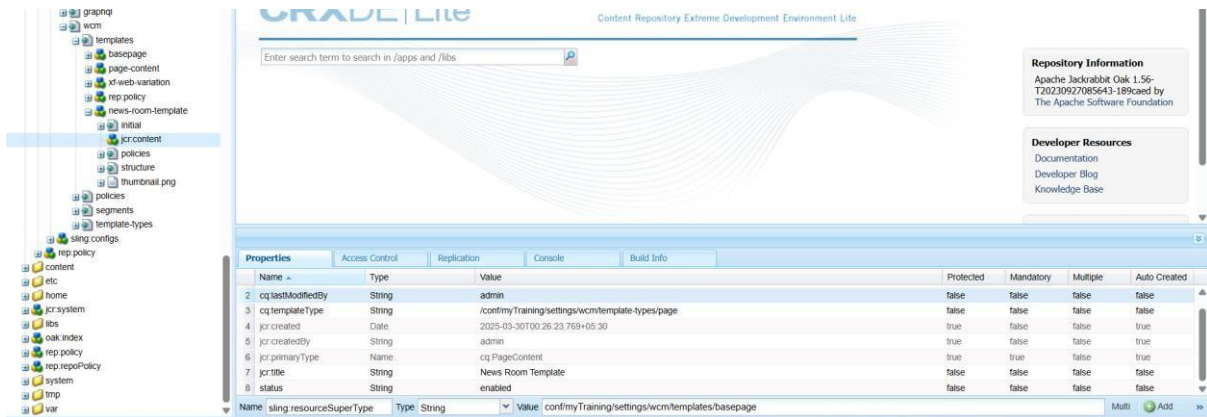 graphql
wcm
templates
basepage
page-content
xf-web-variation
rep:policy
news-room-template
initial
jcr:content
policies
structure
thumbnail.png
policies
segments
template-types
sling:configs
rep:policy
content
etc
home
jcr:system
libs
oak:index
rep:policy
rep:repoPolicy
system
tmp
var
CRXDE | Lite
Content Repository Extreme Development Environment Lite
Enter search term to search in /apps and /libs
Repository Information
Apache Jackrabbit Oak 1.56-
T20230927085643-189caed by
The Apache Software Foundation
Developer Resources
Documentation
Developer Blog
Knowledge Base
Properties Access Control Replication Console Build Info
Name Type Value Protected Mandatory Multiple Auto Created
2 cq:lastModifiedBy String admin false false false false
3 cq:templateType String /conf/myTraining/settings/wcm/template-types/page false false false false
4 jcr:created Date 2025-03-30T00:26:23.769+05:30 true false false true
5 jcr:createdBy String admin true false false true
6 jcr:primaryType Name cq:PageContent true true false true
7 jcr:title String News Room Template false false false false
8 status String enabled false false false false
Name sling:resourceSuperType Type String Value conf/myTraining/settings/wcm/templates/basepage Multi Add »